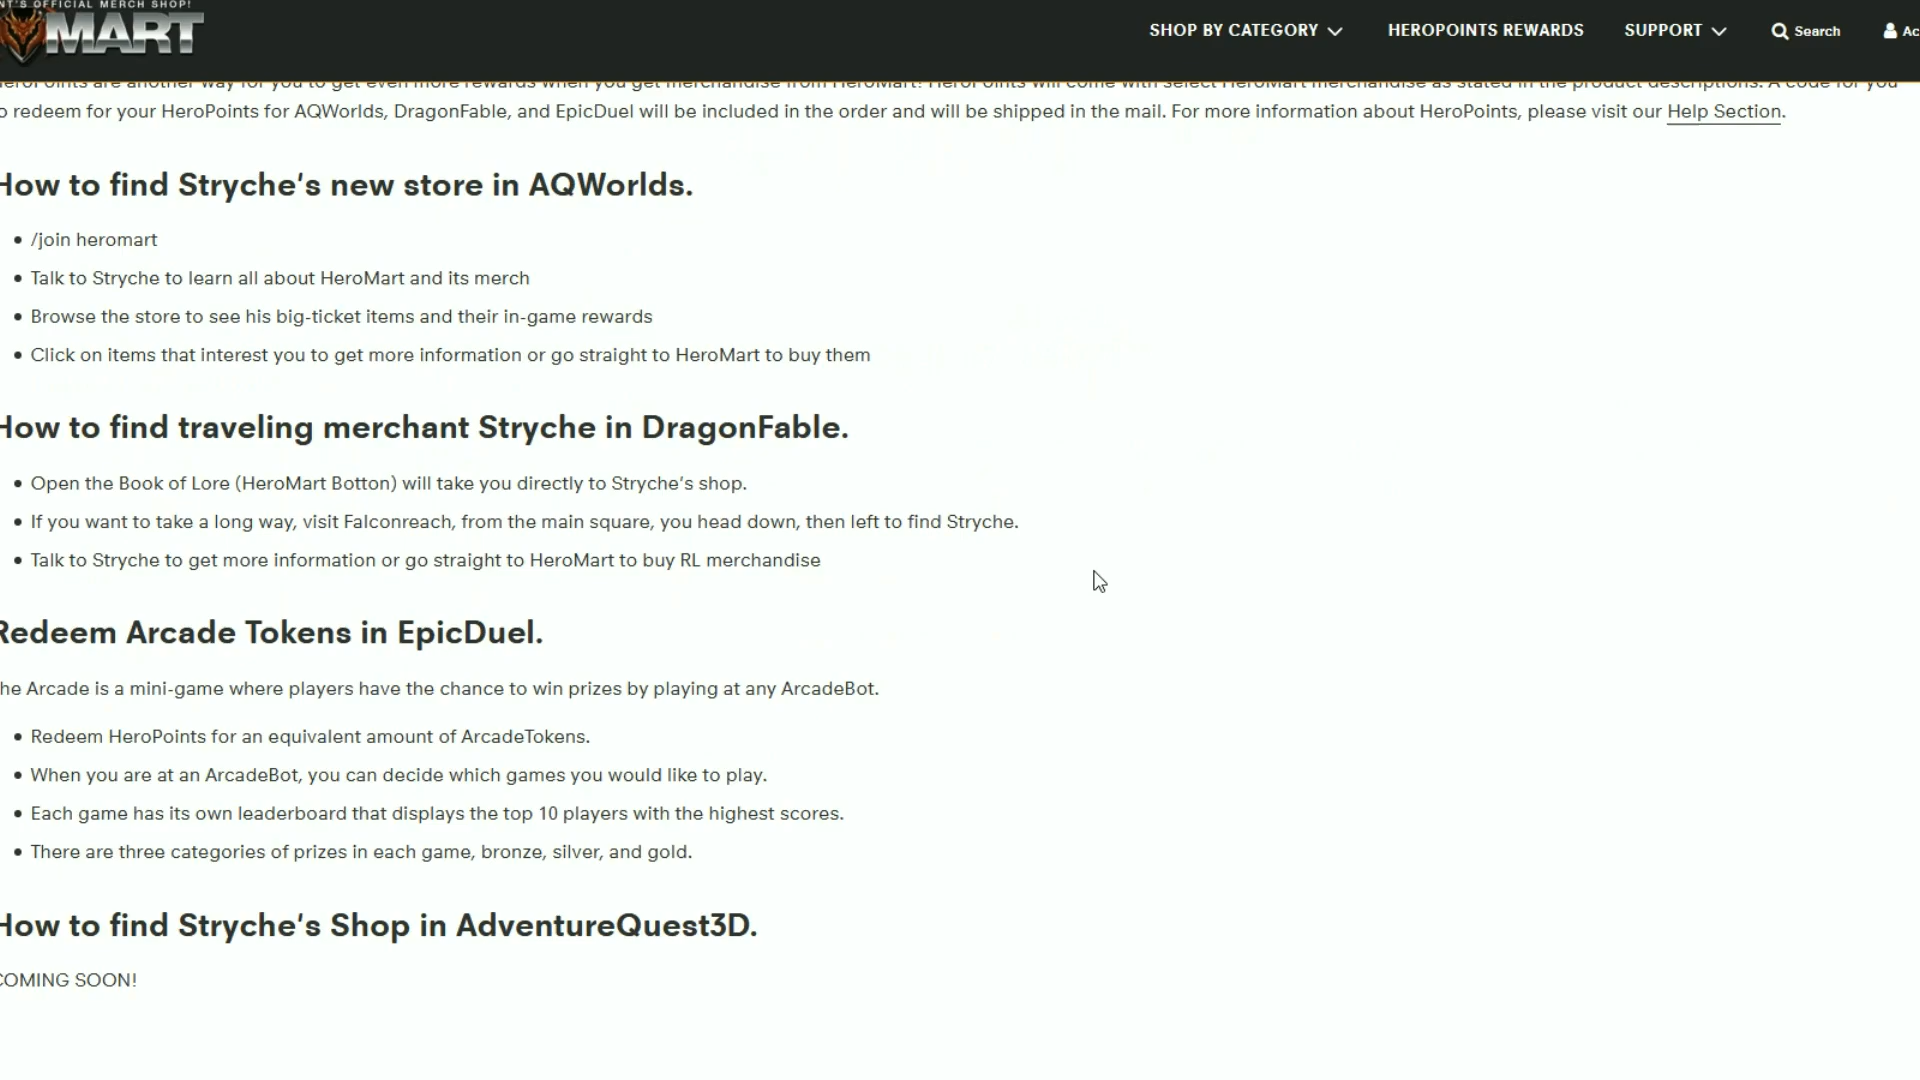 NT'S OFFICIAL MERCH SHOP!
MART
SHOP BY CATEGORY
HEROPOINTS REWARDS
SUPPORT
Search
Ac
eroPoints are another way for you to get even more rewards when you get merchandise from HeroMart! HeroPoints will come with select HeroMart merchandise as stated in the product descriptions. A code for you
o redeem for your HeroPoints for AQWorlds, DragonFable, and EpicDuel will be included in the order and will be shipped in the mail. For more information about HeroPoints, please visit our Help Section.
How to find Stryche's new store in AQWorlds.
• /join heromart
• Talk to Stryche to learn all about HeroMart and its merch
• Browse the store to see his big-ticket items and their in-game rewards
• Click on items that interest you to get more information or go straight to HeroMart to buy them
How to find traveling merchant Stryche in DragonFable.
• Open the Book of Lore (HeroMart Botton) will take you directly to Stryche's shop.
• If you want to take a long way, visit Falconreach, from the main square, you head down, then left to find Stryche.
• Talk to Stryche to get more information or go straight to HeroMart to buy RL merchandise
Redeem Arcade Tokens in EpicDuel.
he Arcade is a mini-game where players have the chance to win prizes by playing at any ArcadeBot.
• Redeem HeroPoints for an equivalent amount of ArcadeTokens.
• When you are at an ArcadeBot, you can decide which games you would like to play.
• Each game has its own leaderboard that displays the top 10 players with the highest scores.
• There are three categories of prizes in each game, bronze, silver, and gold.
How to find Stryche's Shop in AdventureQuest3D.
COMING SOON!